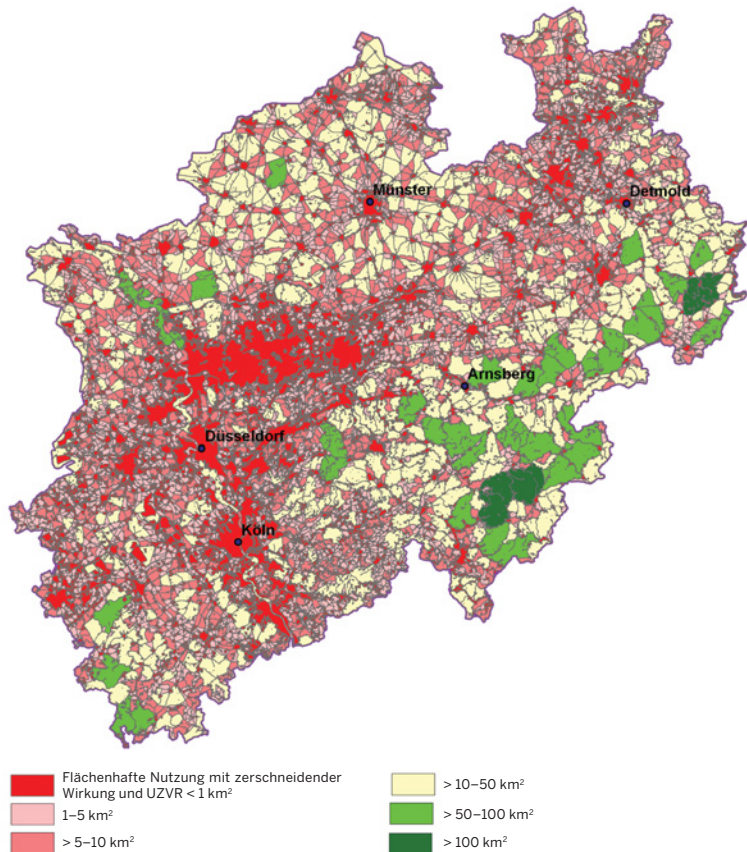 Münster
Detmold
Arnsberg
Düsseldorf
Köln
Flächenhafte Nutzung mit zerschneidender
Wirkung und UZVR < 1 km²
1–5 km²
> 5–10 km²
> 10–50 km²
> 50–100 km²
> 100 km²